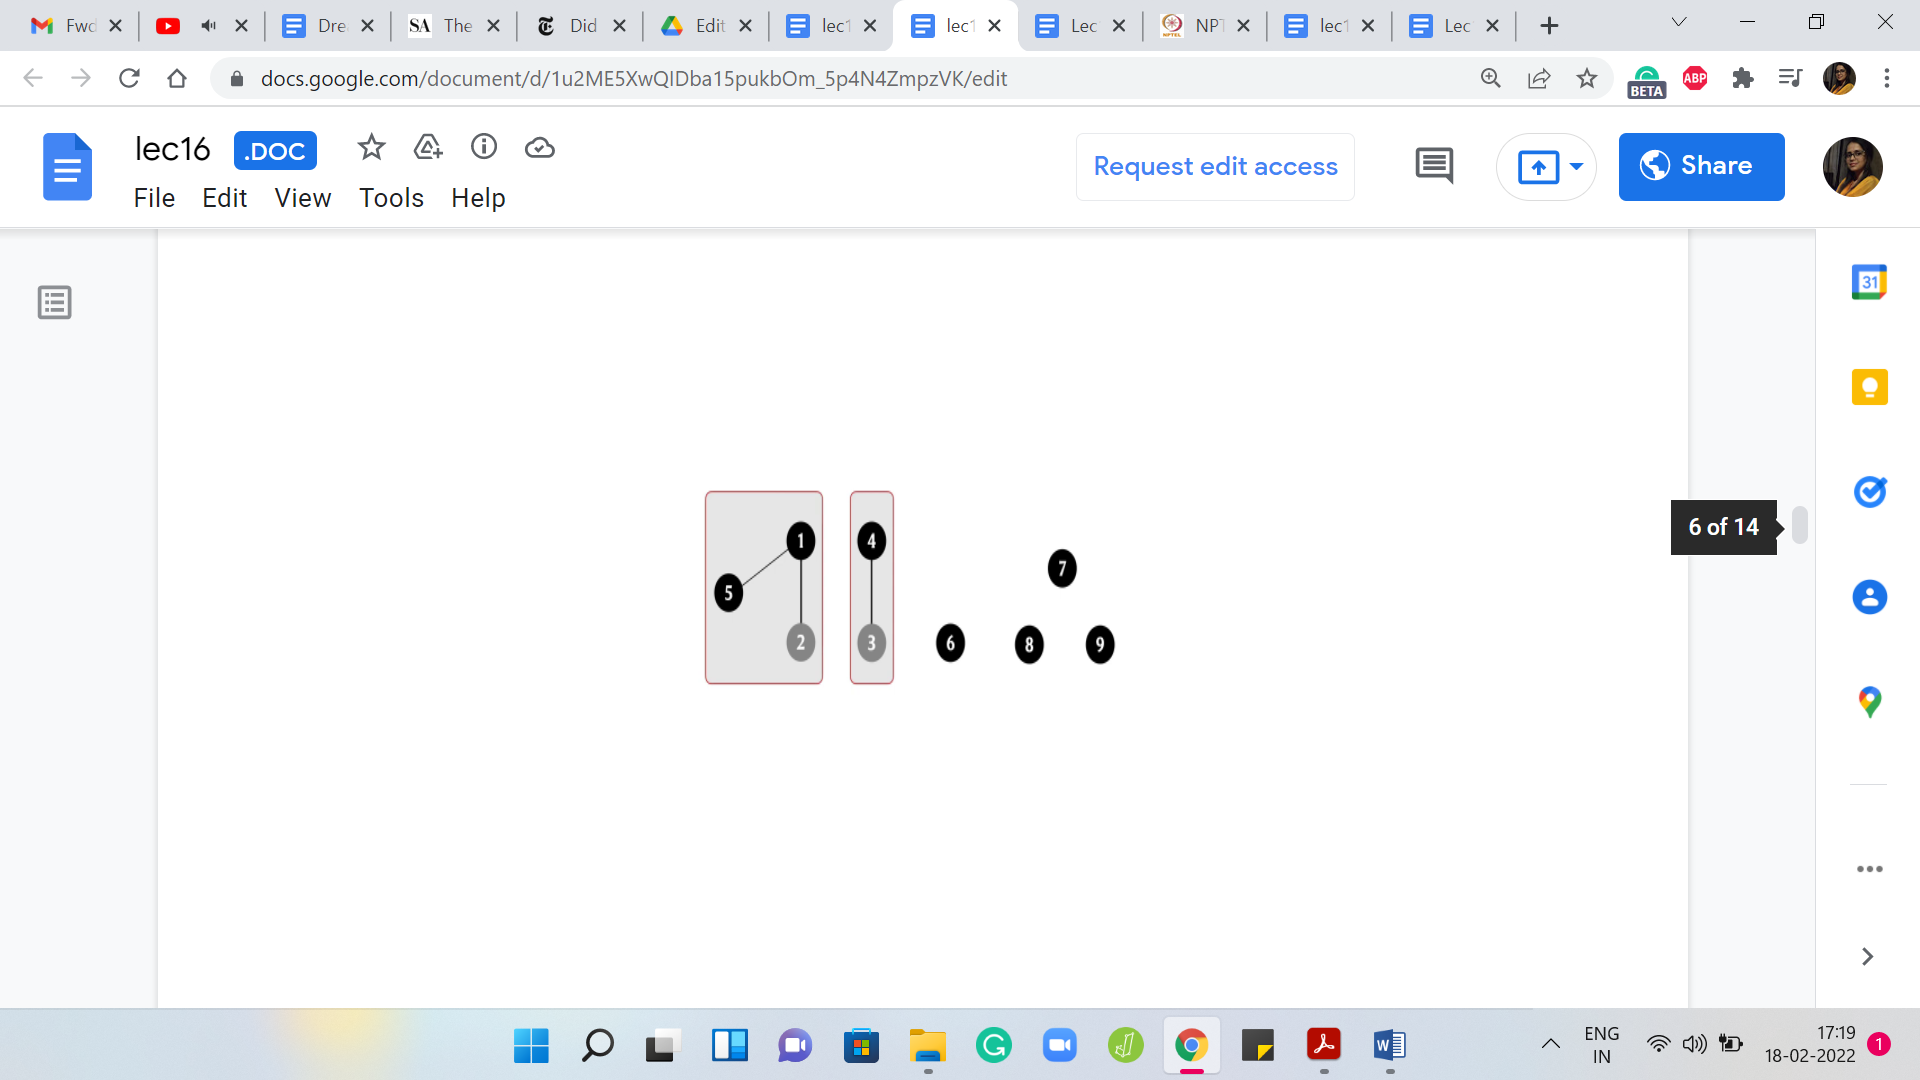 Fwd
Dre
SA The
Did
Edit
lec1
lec1
Lec
NPT
lec1
Lec
docs.google.com/document/d/1u2ME5XwQIDba15pukbOm_5p4N4ZmpzVK/edit
BETA
ABP
lec16 .DOC
Request edit access
Share
File Edit View Tools Help
31
6 of 14
1 4
7
5
2 3 6 8 9
ENG
IN
17:19
18-02-2022
1